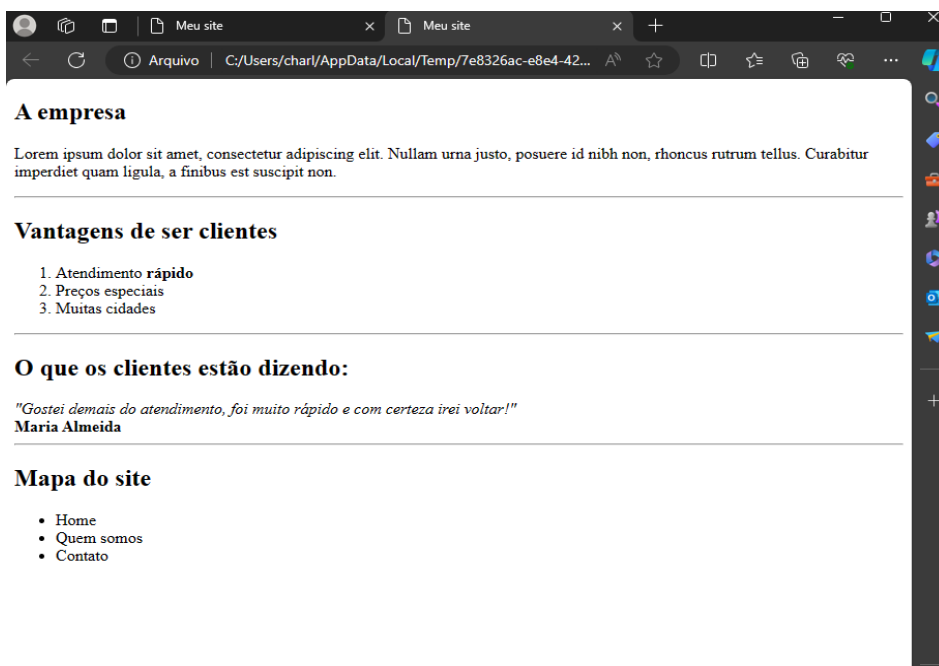 Meu site
Meu site
Arquivo
C:/Users/charl/AppData/Local/Temp/7e8326ac-e8e4-42...
A empresa
Lorem ipsum dolor sit amet, consectetur adipiscing elit. Nullam urna justo, posuere id nibh non, rhoncus rutrum tellus. Curabitur
imperdiet quam ligula, a finibus est suscipit non.
Vantagens de ser clientes
1. Atendimento rápido
2. Preços especiais
3. Muitas cidades
O que os clientes estão dizendo:
"Gostei demais do atendimento, foi muito rápido e com certeza irei voltar!"
Maria Almeida
Mapa do site
• Home
• Quem somos
• Contato